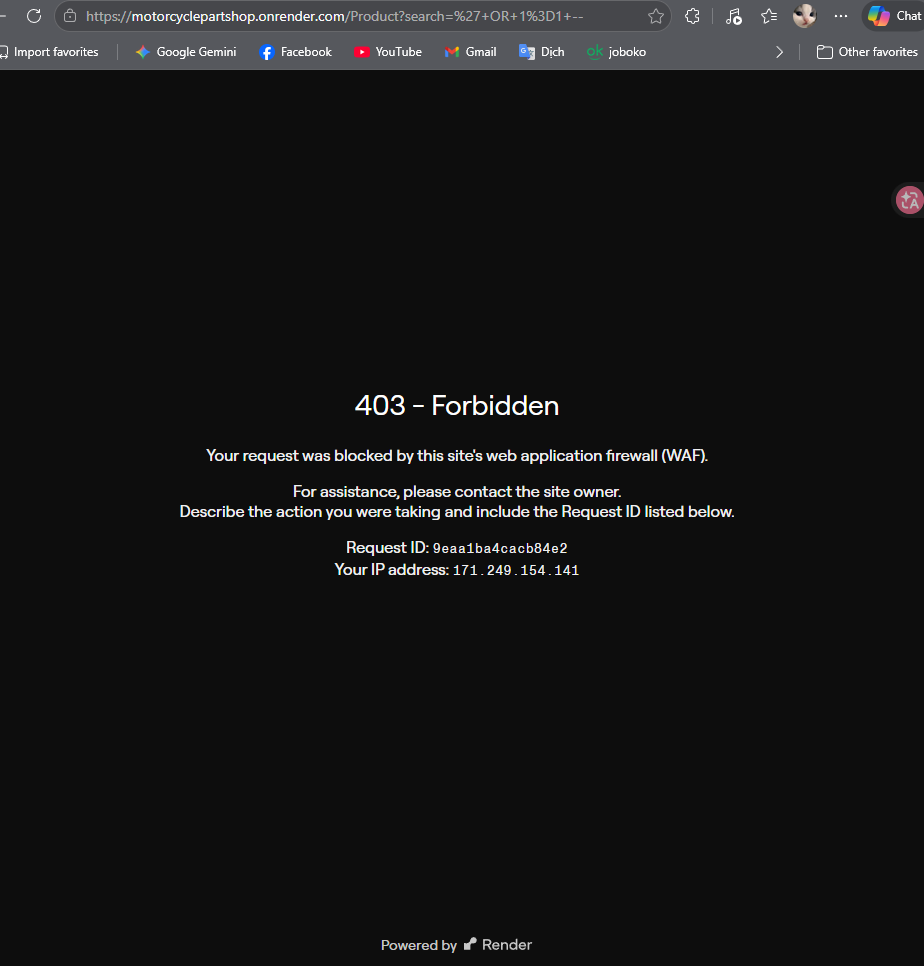 https://motorcyclepartshop.onrender.com/Product?search=%27+OR+1%3D1+--
Chat
Import favorites
Google Gemini
Facebook
YouTube
Gmail
Dịch
ok joboko
Other favorites
403 - Forbidden
Your request was blocked by this site's web application firewall (WAF).
For assistance, please contact the site owner.
Describe the action you were taking and include the Request ID listed below.
Request ID: 9eaa1ba4cacb84e2
Your IP address: 171.249.154.141
Powered by Render